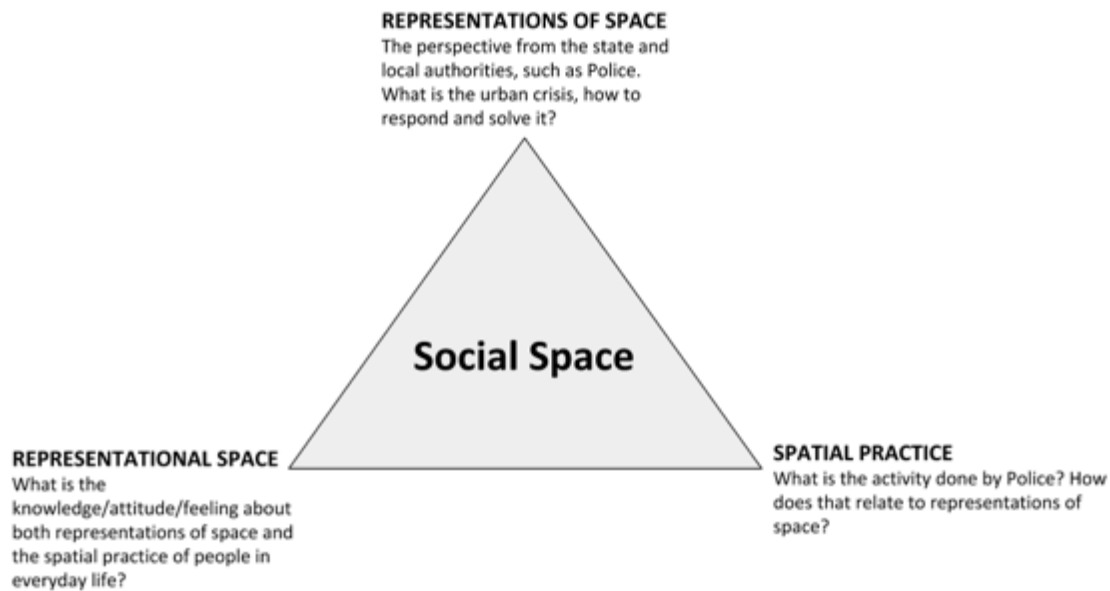 REPRESENTATIONS OF SPACE
The perspective from the state and
local authorities, such as Police.
What is the urban crisis, how to
respond and solve it?
Social Space
REPRESENTATIONAL SPACE
What is the
knowledge/attitude/feeling about
both representations of space and
the spatial practice of people in
everyday life?
SPATIAL PRACTICE
What is the activity done by Police? How
does that relate to representations of
space?